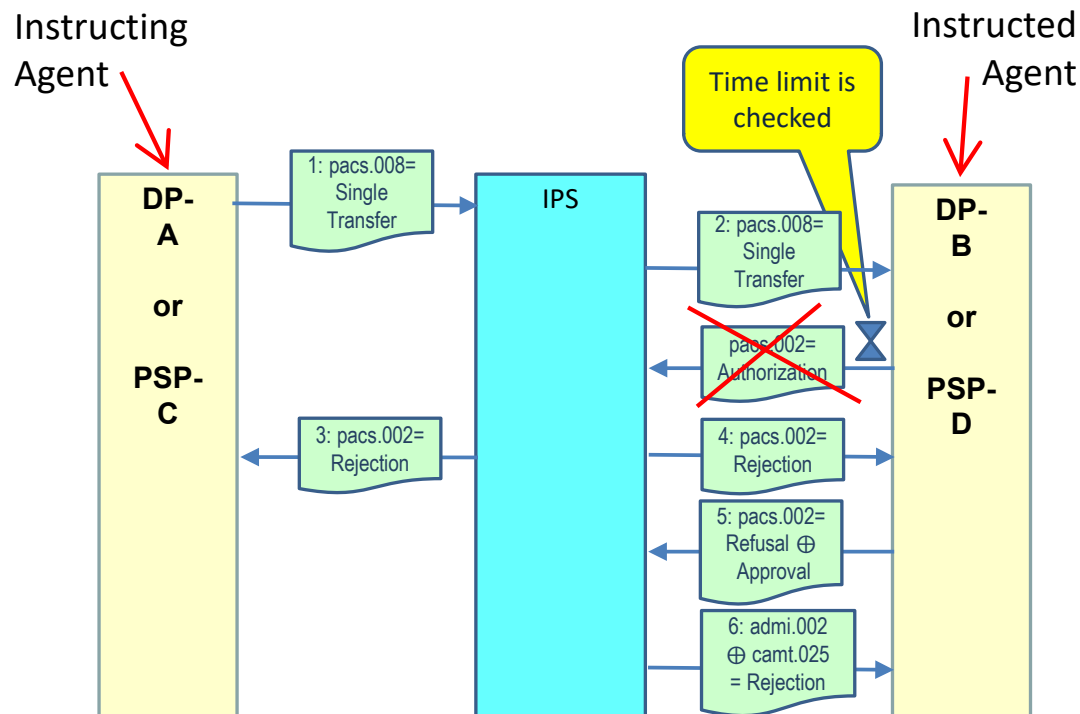 Instructing
Agent
Instructed
Agent
Time limit is
checked
DP-
A
or
PSP-
C
1: pacs.008=
Single
Transfer
IPS
2: pacs.008=
Single
Transfer
DP-
B
or
PSP-
D
pacs.002=
Authorization
3: pacs.002=
Rejection
4: pacs.002=
Rejection
5: pacs.002=
Refusal ⊕
Approval
6: admi.002
⊕ camt.025
= Rejection